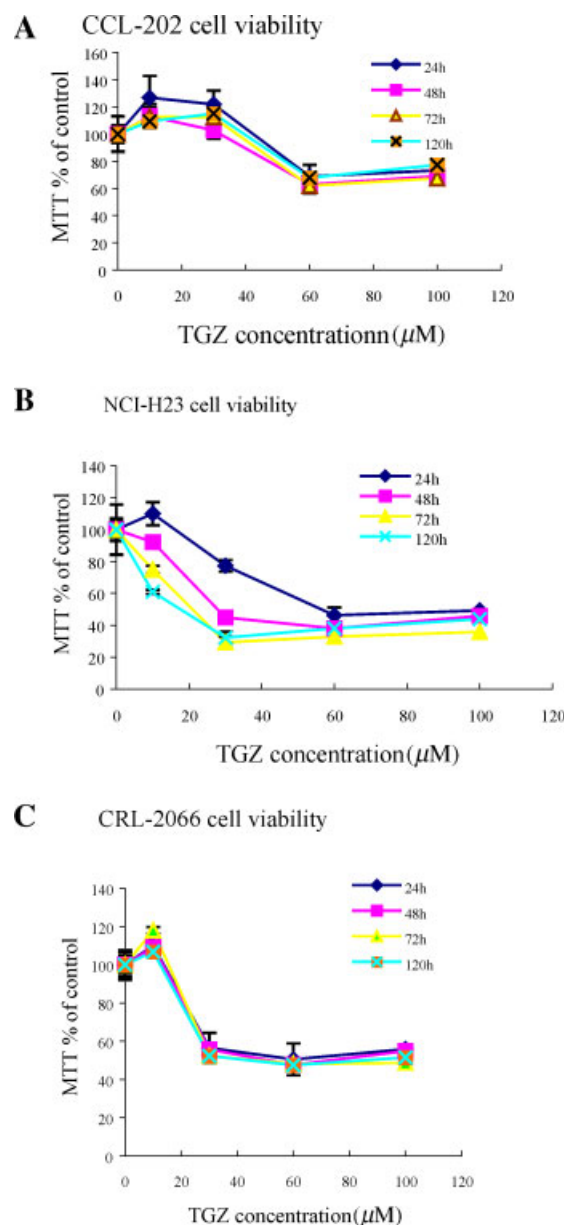 A
CCL-202 cell viability
160
140
120
100
80
60
40
20
0
MTT % of control
24h
48h
72h
120h
0 20 40 60 80 100 120
TGZ concentrationn (μM)
B
NCI-H23 cell viability
140
120
100
80
60
40
20
0
MTT % of control
24h
48h
72h
120h
0 20 40 60 80 100 120
TGZ concentration (μM)
C
CRL-2066 cell viability
140
120
100
80
60
40
20
0
MTT % of control
24h
48h
72h
120h
0 20 40 60 80 100 120
TGZ concentration (μM)